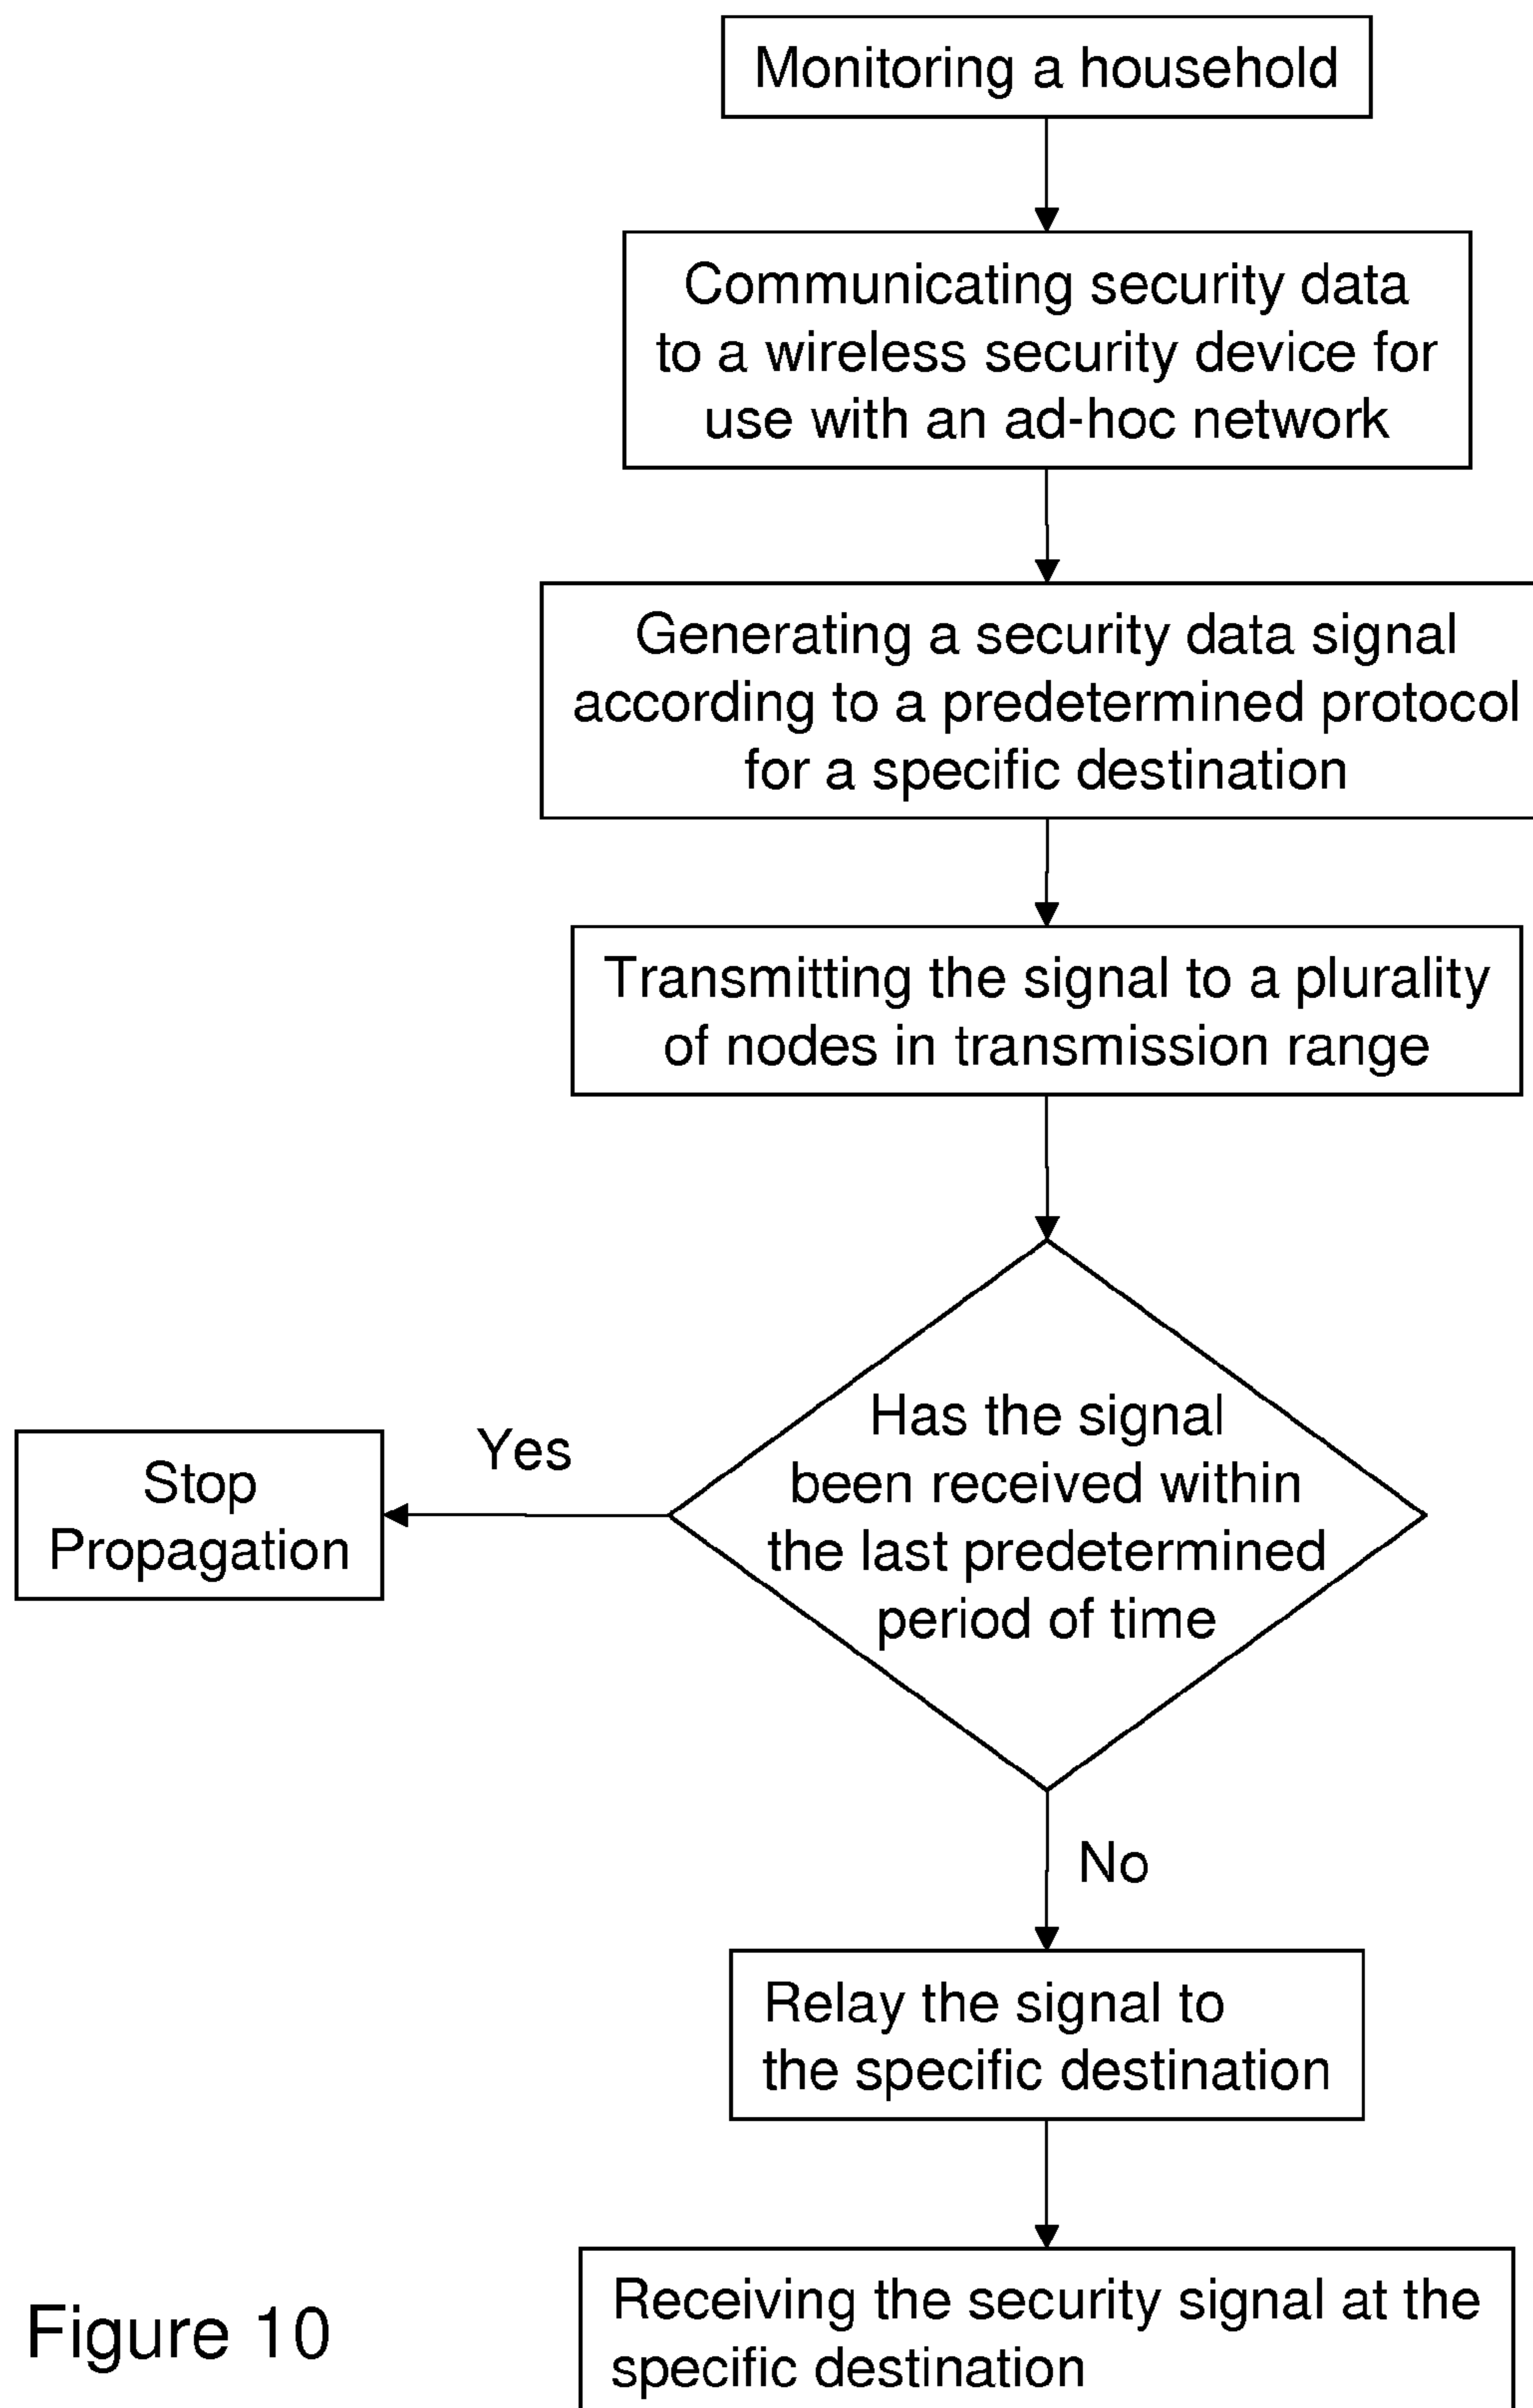 Monitoring a household
Communicating security data
to a wireless security device for
use with an ad-hoc network
Generating a security data signal
according to a predetermined protocol
for a specific destination
Transmitting the signal to a plurality
of nodes in transmission range
Has the signal
been received within
the last predetermined
period of time
Yes
Stop
Propagation
No
Relay the signal to
the specific destination
Receiving the security signal at the
specific destination
Figure 10